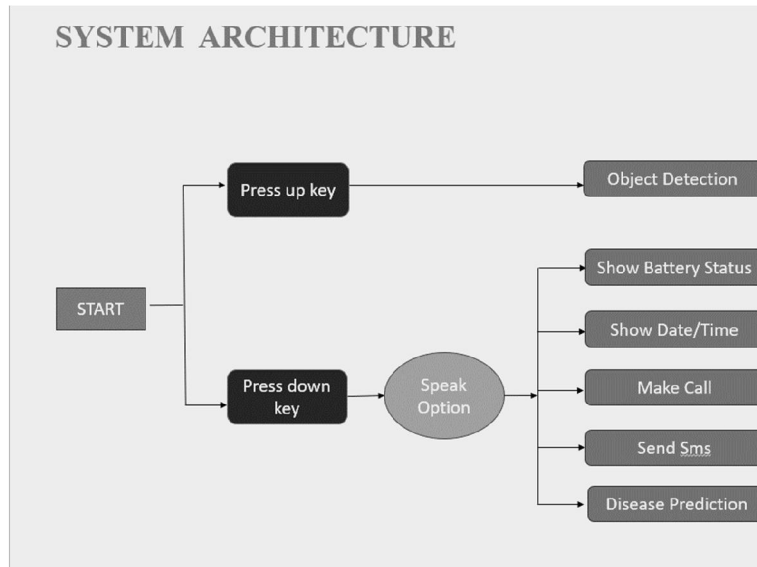 SYSTEM ARCHITECTURE
Press up key
Object Detection
Show Battery Status
START
Show Date/Time
Press down
key
Speak
Option
Make Call
Send Sms
Disease Prediction